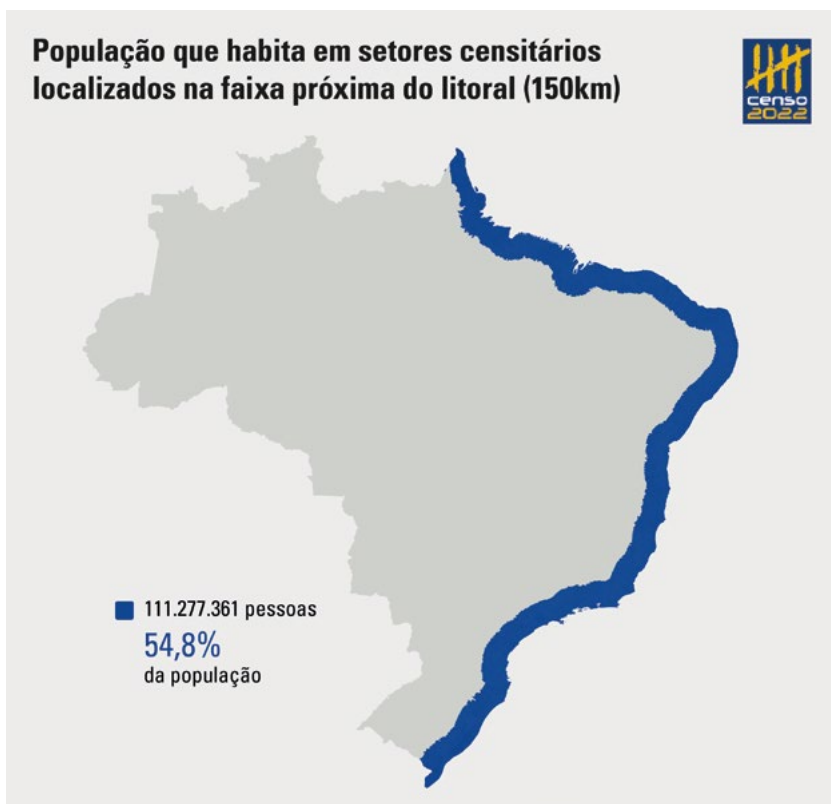 População que habita em setores censitários
localizados na faixa próxima do litoral (150km)
censo
2022
111.277.361 pessoas
54,8%
da população